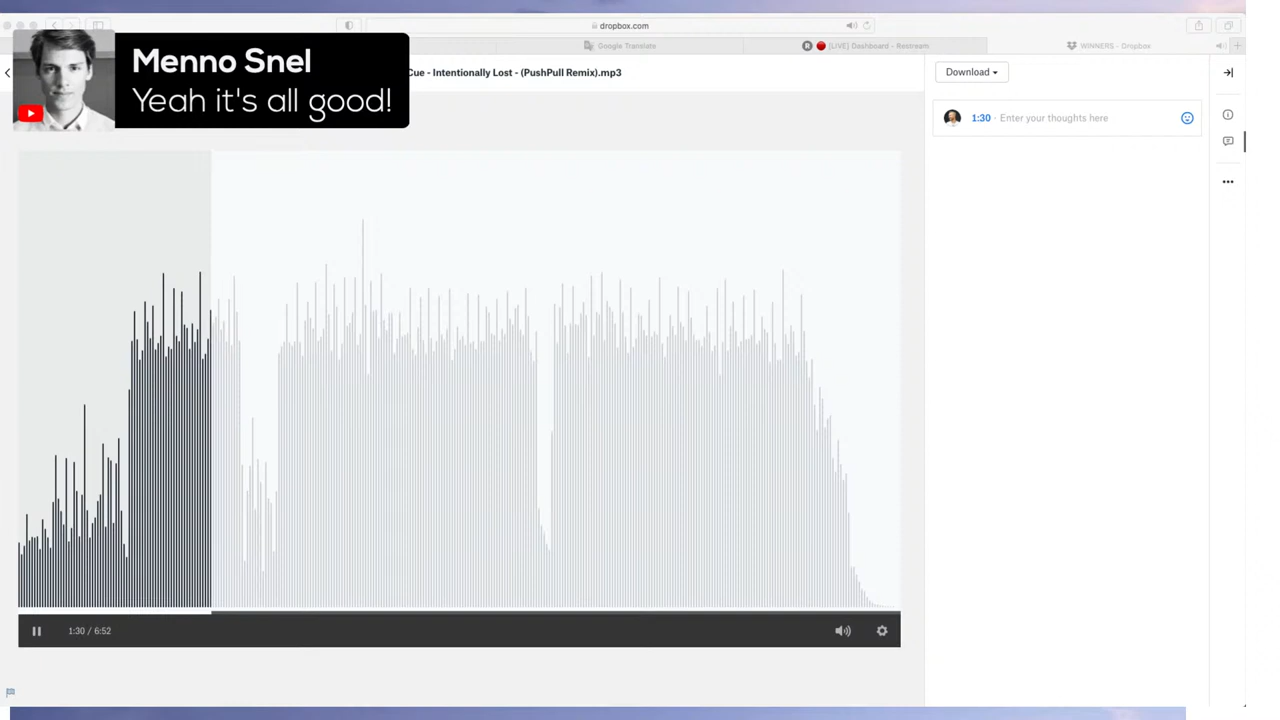 dropbox.com
Google Translate
R [LIVE] Dashboard - Restream
WINNERS - Dropbox
Menno Snel
Yeah it's all good!
Cue - Intentionally Lost - (PushPull Remix).mp3
Download
1:30 · Enter your thoughts here
1:30 / 6:52